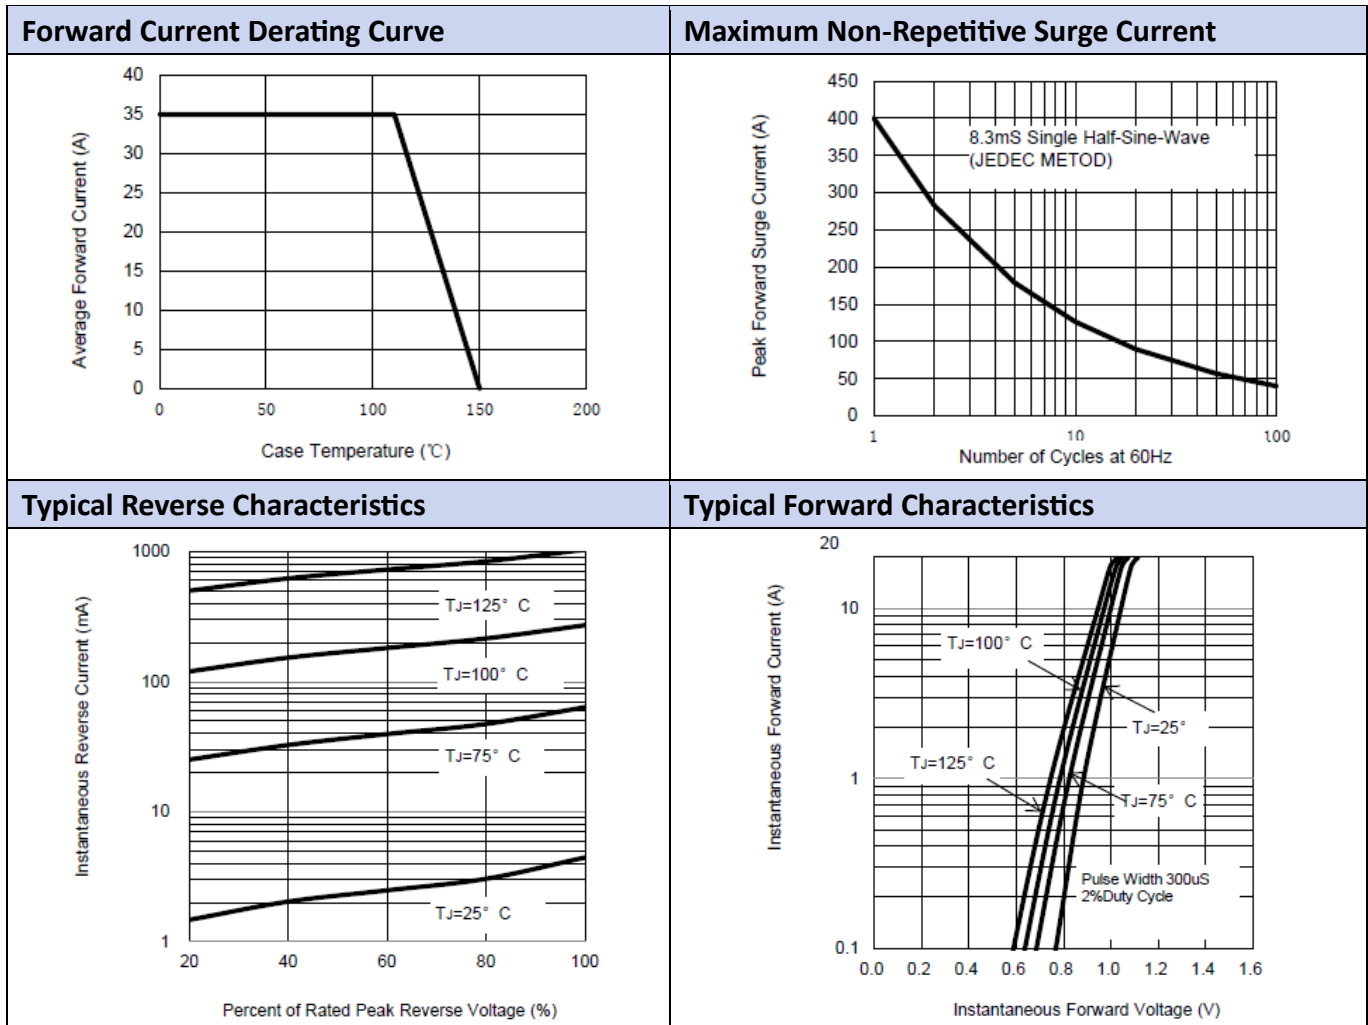 Forward Current Derating Curve
Maximum Non-Repetitive Surge Current
40
35
30
25
20
15
10
5
0
Average Forward Current (A)
0 50 100 150 200
Case Temperature (℃)
450
400
350
300
250
200
150
100
50
0
Peak Forward Surge Current (A)
8.3mS Single Half-Sine-Wave
(JEDEC METOD)
1 10 100
Number of Cycles at 60Hz
Typical Reverse Characteristics
Typical Forward Characteristics
1000
100
10
1
Instantaneous Reverse Current (mA)
TJ=125° C
TJ=100° C
TJ=75° C
TJ=25° C
20 40 60 80 100
Percent of Rated Peak Reverse Voltage (%)
20
10
1
0.1
Instantaneous Forward Current (A)
TJ=100° C
TJ=25°
TJ=125° C
TJ=75° C
Pulse Width 300uS
2%Duty Cycle
0.0 0.2 0.4 0.6 0.8 1.0 1.2 1.4 1.6
Instantaneous Forward Voltage (V)